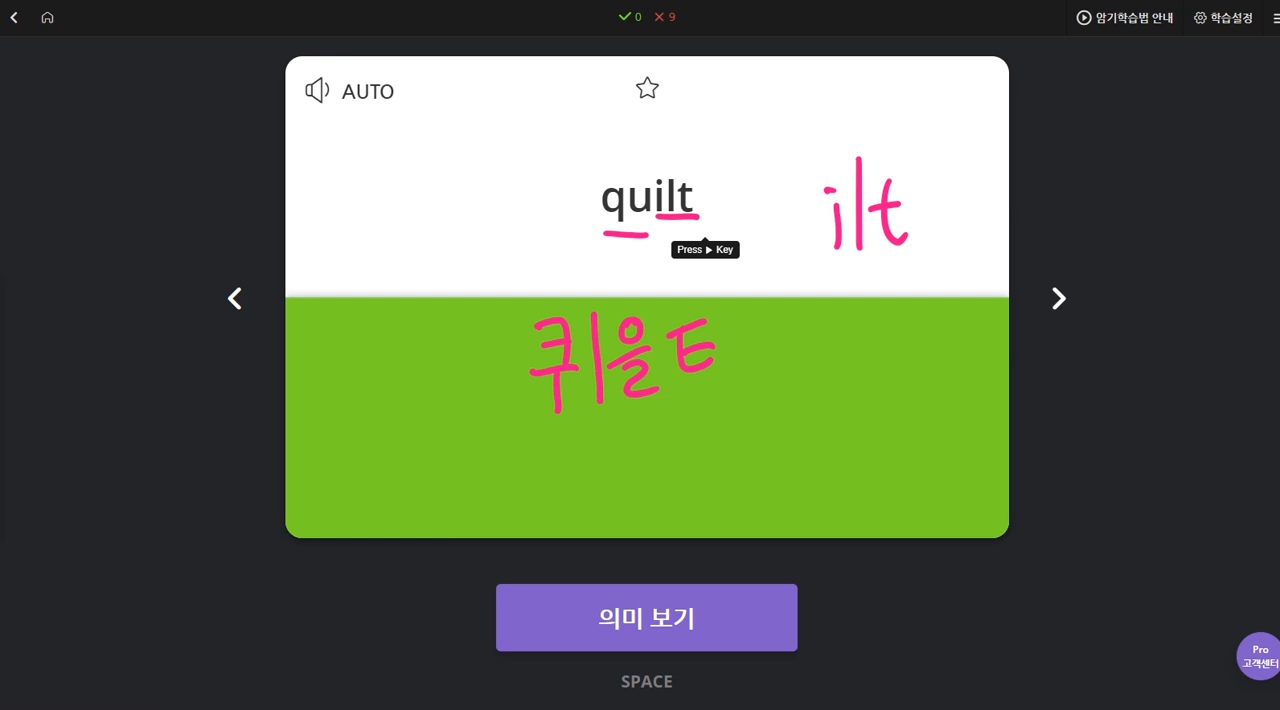 0 9 암기학습법 안내 학습설정
AUTO
quilt
ilt
Press Key
퀴을ㅌ
의미 보기
SPACE
Pro
고객센터